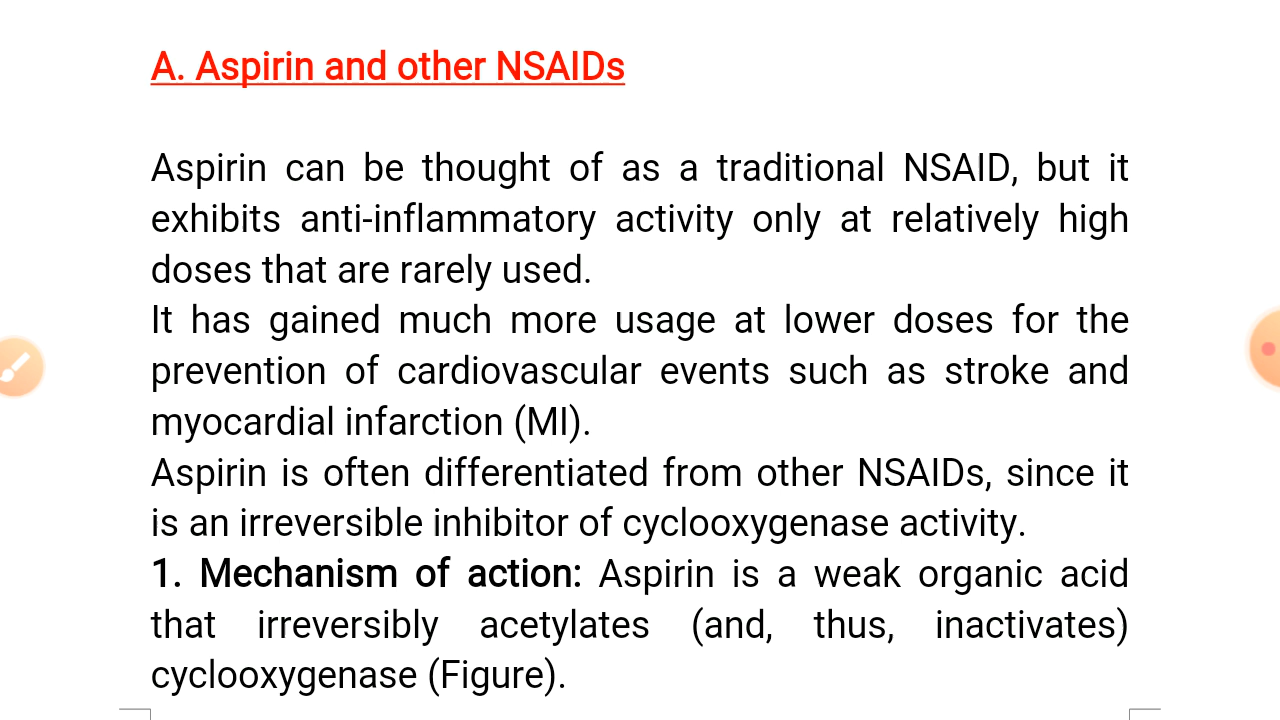 A. Aspirin and other NSAIDs
Aspirin can be thought of as a traditional NSAID, but it
exhibits anti-inflammatory activity only at relatively high
doses that are rarely used.
It has gained much more usage at lower doses for the
prevention of cardiovascular events such as stroke and
myocardial infarction (MI).
Aspirin is often differentiated from other NSAIDs, since it
is an irreversible inhibitor of cyclooxygenase activity.
1. Mechanism of action: Aspirin is a weak organic acid
that irreversibly acetylates (and, thus, inactivates)
cyclooxygenase (Figure).